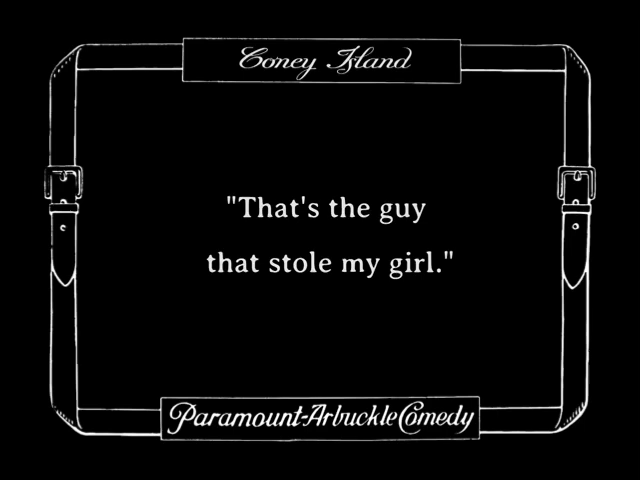 Coney Island
"That's the guy
that stole my girl."
Paramount-Arbuckle Comedy